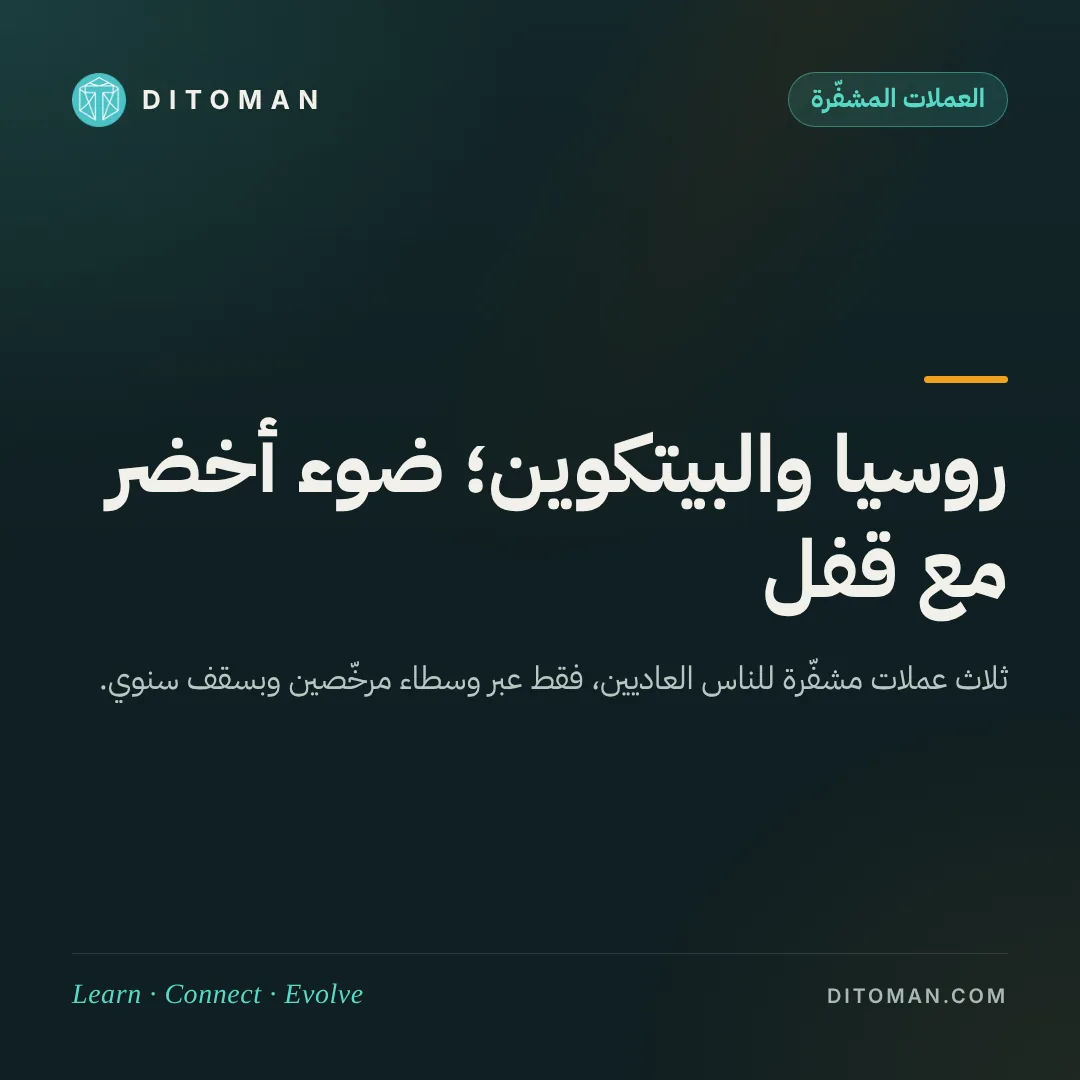 DITOMAN
العملات المشفّرة
روسيا والبيتكوين؛ ضوء أخضر
مع قفل
ثلاث عملات مشفّرة للناس العاديين، فقط عبر وسطاء مرخّصين وبسقف سنوي.
Learn · Connect · Evolve
DITOMAN.COM